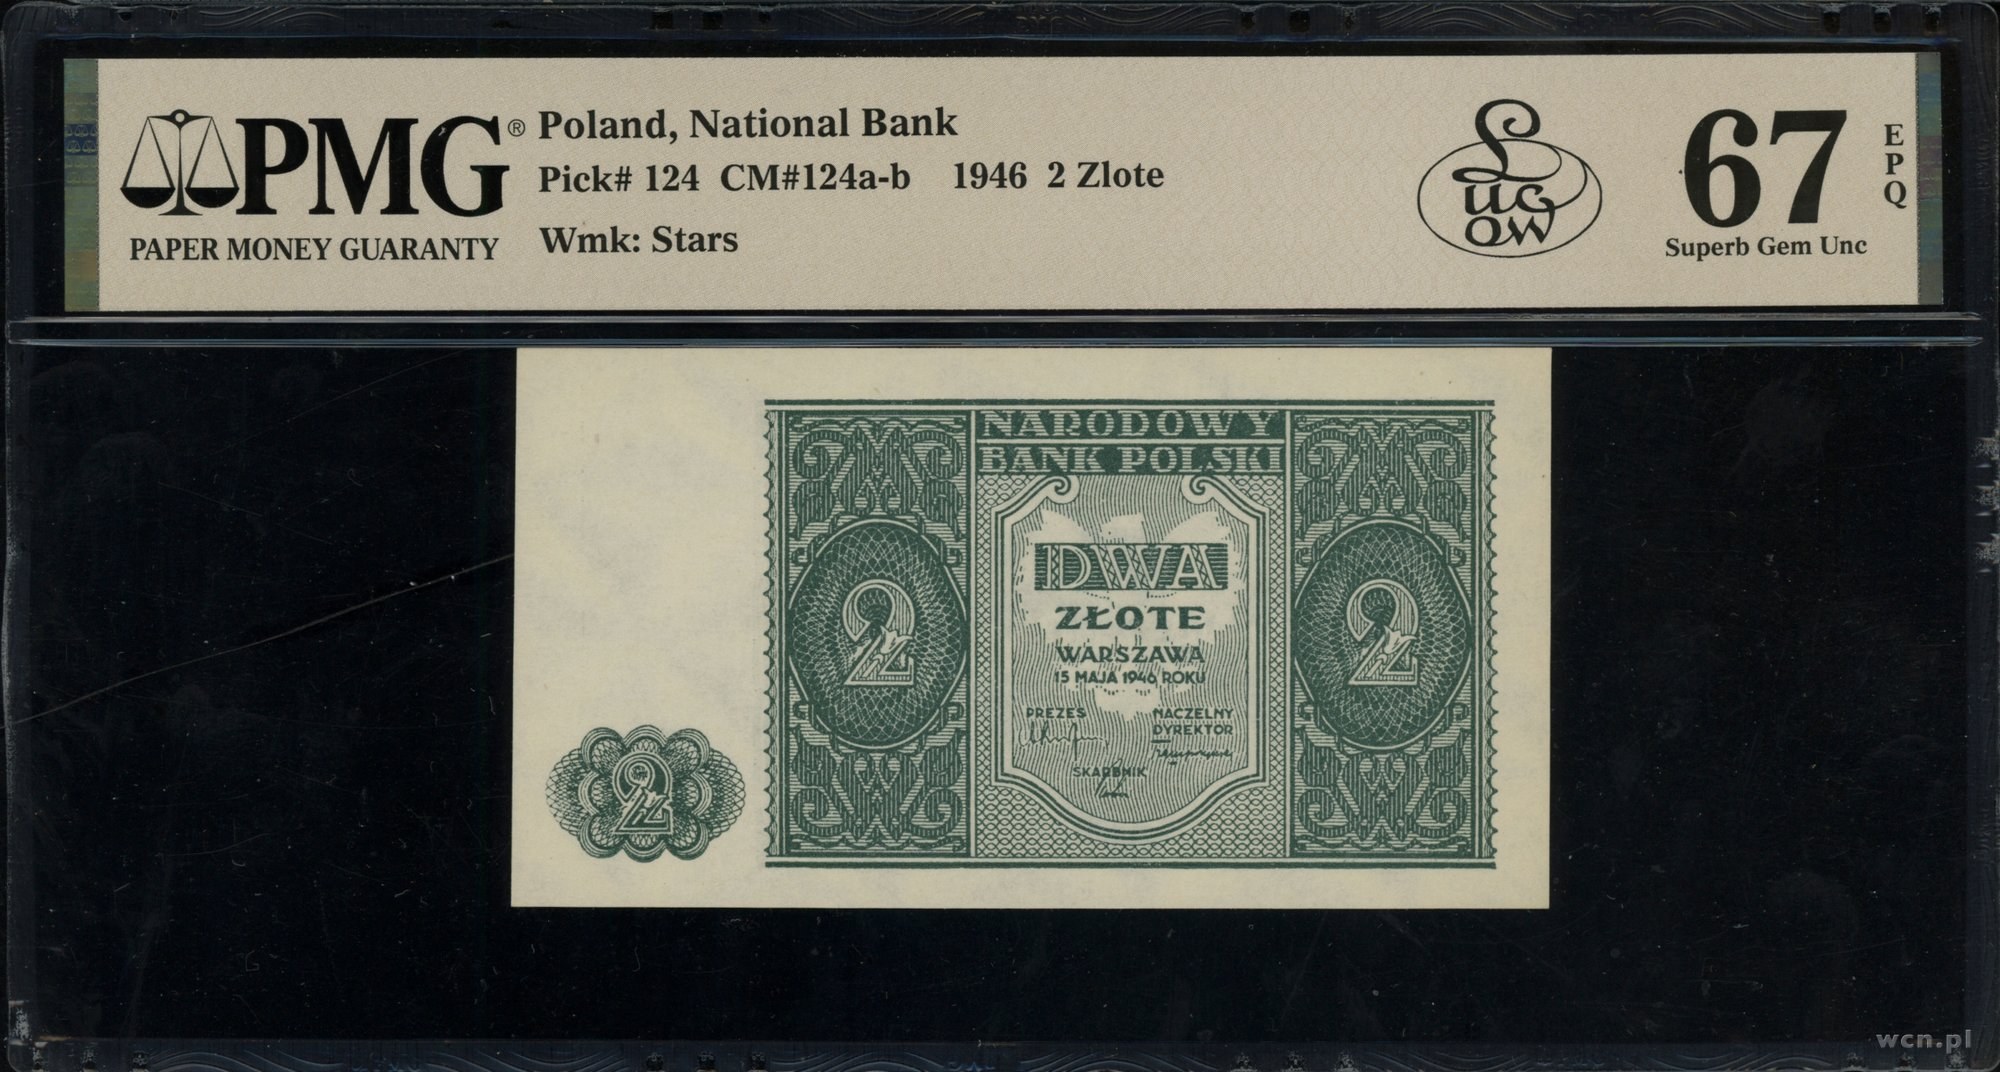 PMG®
PAPER MONEY GUARANTY
Poland, National Bank
Pick# 124 CM#124a-b 1946 2 Zlote
Wmk: Stars
Lucow
67
EPQ
Superb Gem Unc
NARODOWY
BANK POLSKI
DWA
ZŁOTE
WARSZAWA
15 MAJA 1946 ROKU
PREZES
NACZELNY
DYREKTOR
SKARBNIK
2
2
2
wcn.pl